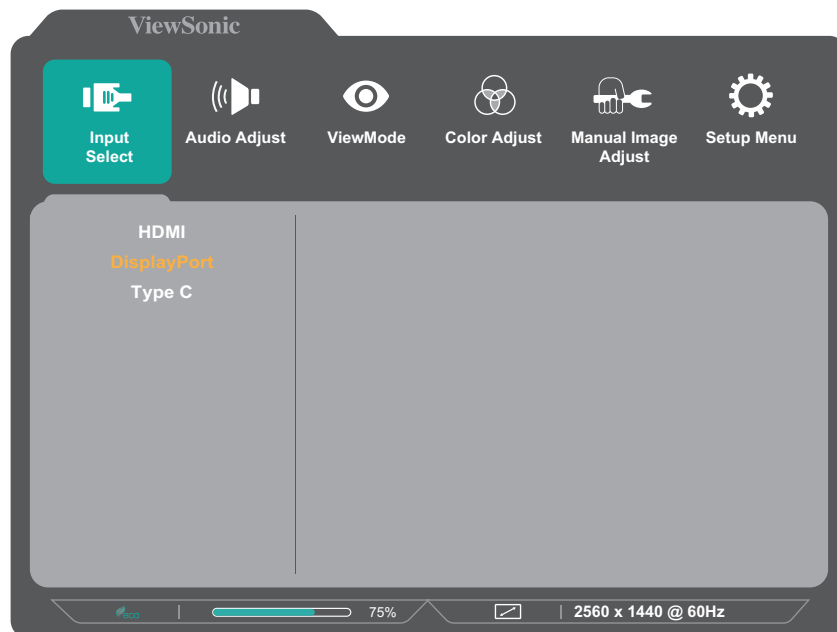 ViewSonic
Input Select
Audio Adjust
ViewMode
Color Adjust
Manual Image Adjust
Setup Menu
HDMI
DisplayPort
Type C
ECO
75%
2560 x 1440 @ 60Hz